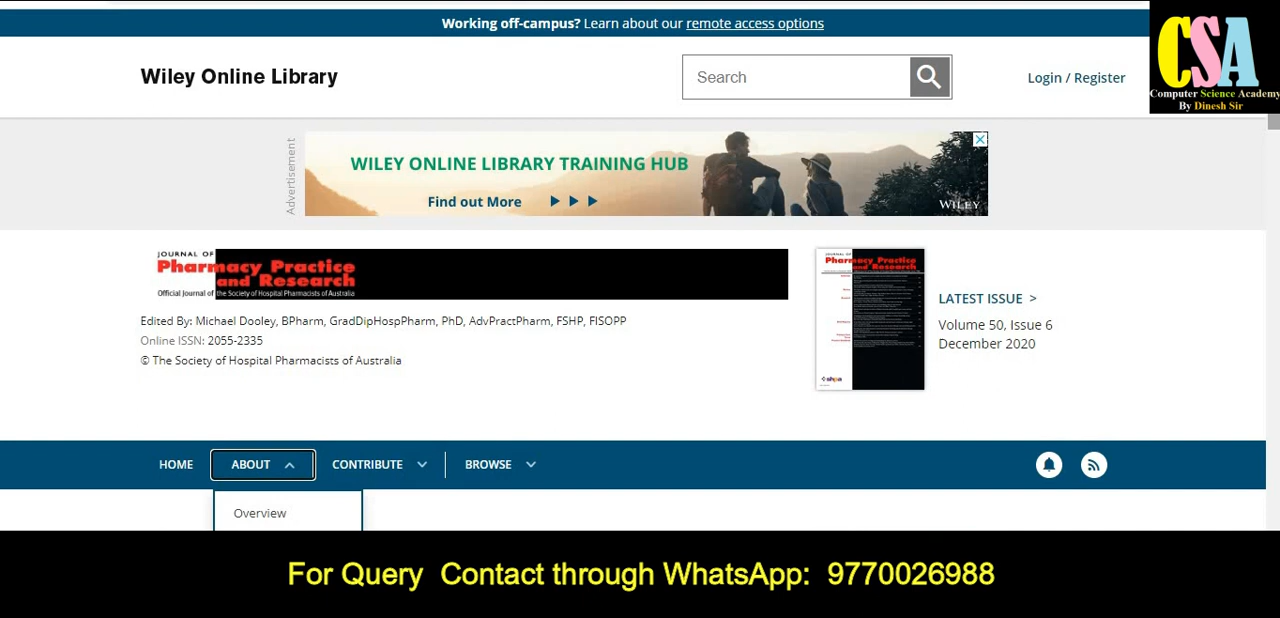 Working off-campus? Learn about our remote access options
CSA
Computer Science Academy
By Dinesh Sir
Wiley Online Library
Search
Login / Register
Advertisement
WILEY ONLINE LIBRARY TRAINING HUB
Find out More
WILEY
JOURNAL OF
Pharmacy Practice
and Research
Official Journal of the Society of Hospital Pharmacists of Australia
Pharmacy Practice
and Research
LATEST ISSUE >
Volume 50, Issue 6
December 2020
Michael Dooley, BPharm, GradDipHospPharm, PhD, AdvPractPharm, FSHP, FISOPP
Online ISSN: 2055-2335
© The Society of Hospital Pharmacists of Australia
HOME
ABOUT
CONTRIBUTE
BROWSE
Overview
For Query Contact through WhatsApp: 9770026988